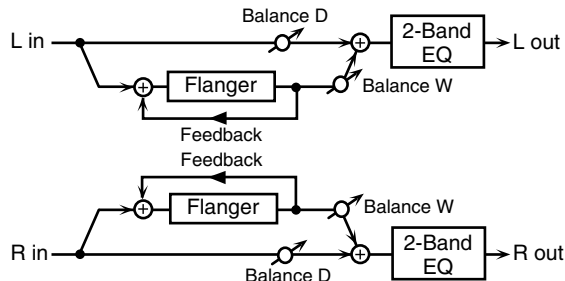 Balance D
L in
2-Band
EQ
L out
Flanger
Balance W
Feedback
Feedback
Flanger
Balance W
R in
2-Band
EQ
R out
Balance D